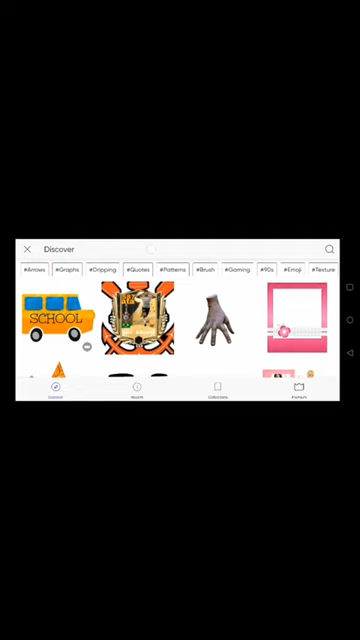 Discover
#Arrows #Graphs #Dripping #Quotes #Patterns #Brush #Gaming #90s #Emoji #Texture
SCHOOL
Discover Recent Collections Premium